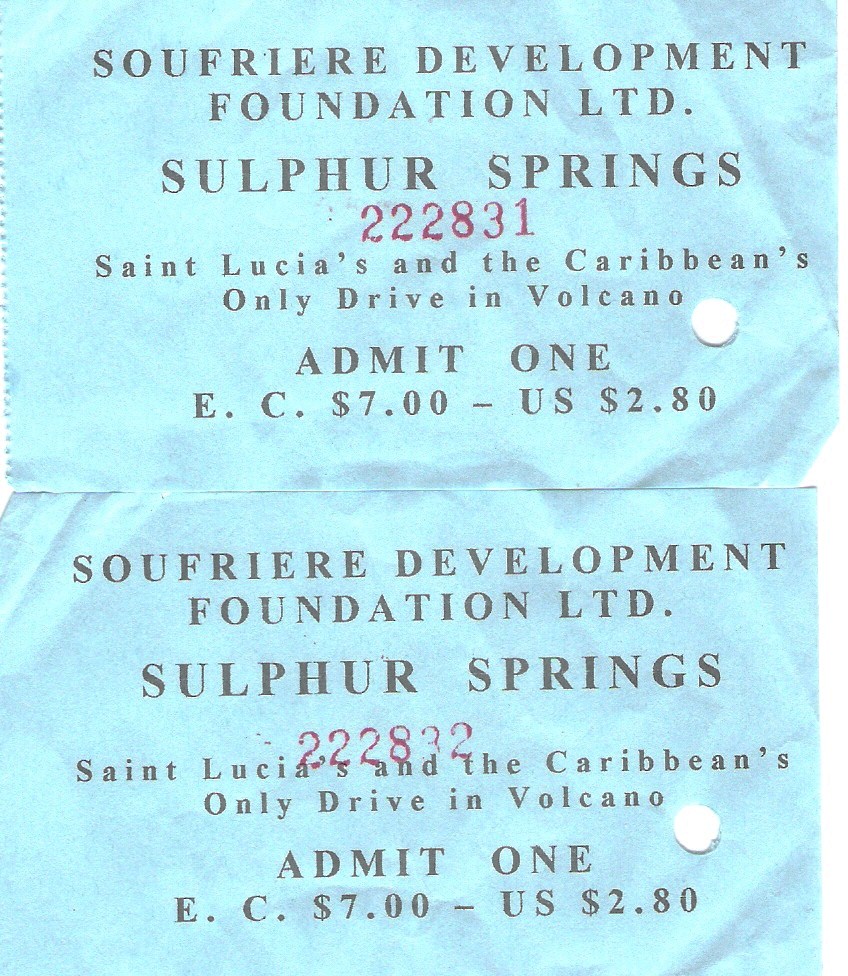 SOUFRIERE DEVELOPMENT
FOUNDATION LTD.
SULPHUR SPRINGS
222831
Saint Lucia's and the Caribbean's
Only Drive in Volcano
ADMIT ONE
E. C. $7.00 – US $2.80
SOUFRIERE DEVELOPMENT
FOUNDATION LTD.
SULPHUR SPRINGS
222832
Saint Lucia's and the Caribbean's
Only Drive in Volcano
ADMIT ONE
E. C. $7.00 – US $2.80